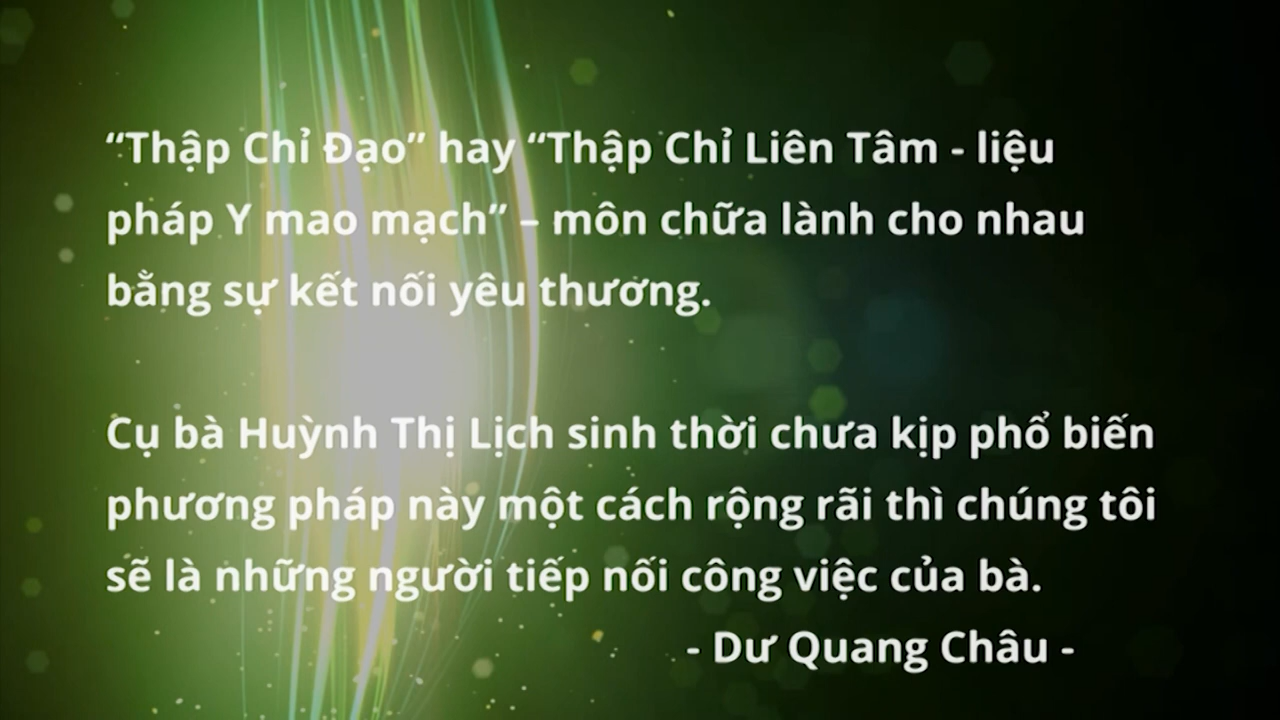 “Thập Chỉ Đạo” hay “Thập Chỉ Liên Tâm - liệu
pháp Y mao mạch” – môn chữa lành cho nhau
bằng sự kết nối yêu thương.
Cụ bà Huỳnh Thị Lịch sinh thời chưa kịp phổ biến
phương pháp này một cách rộng rãi thì chúng tôi
sẽ là những người tiếp nối công việc của bà.
- Dư Quang Châu -